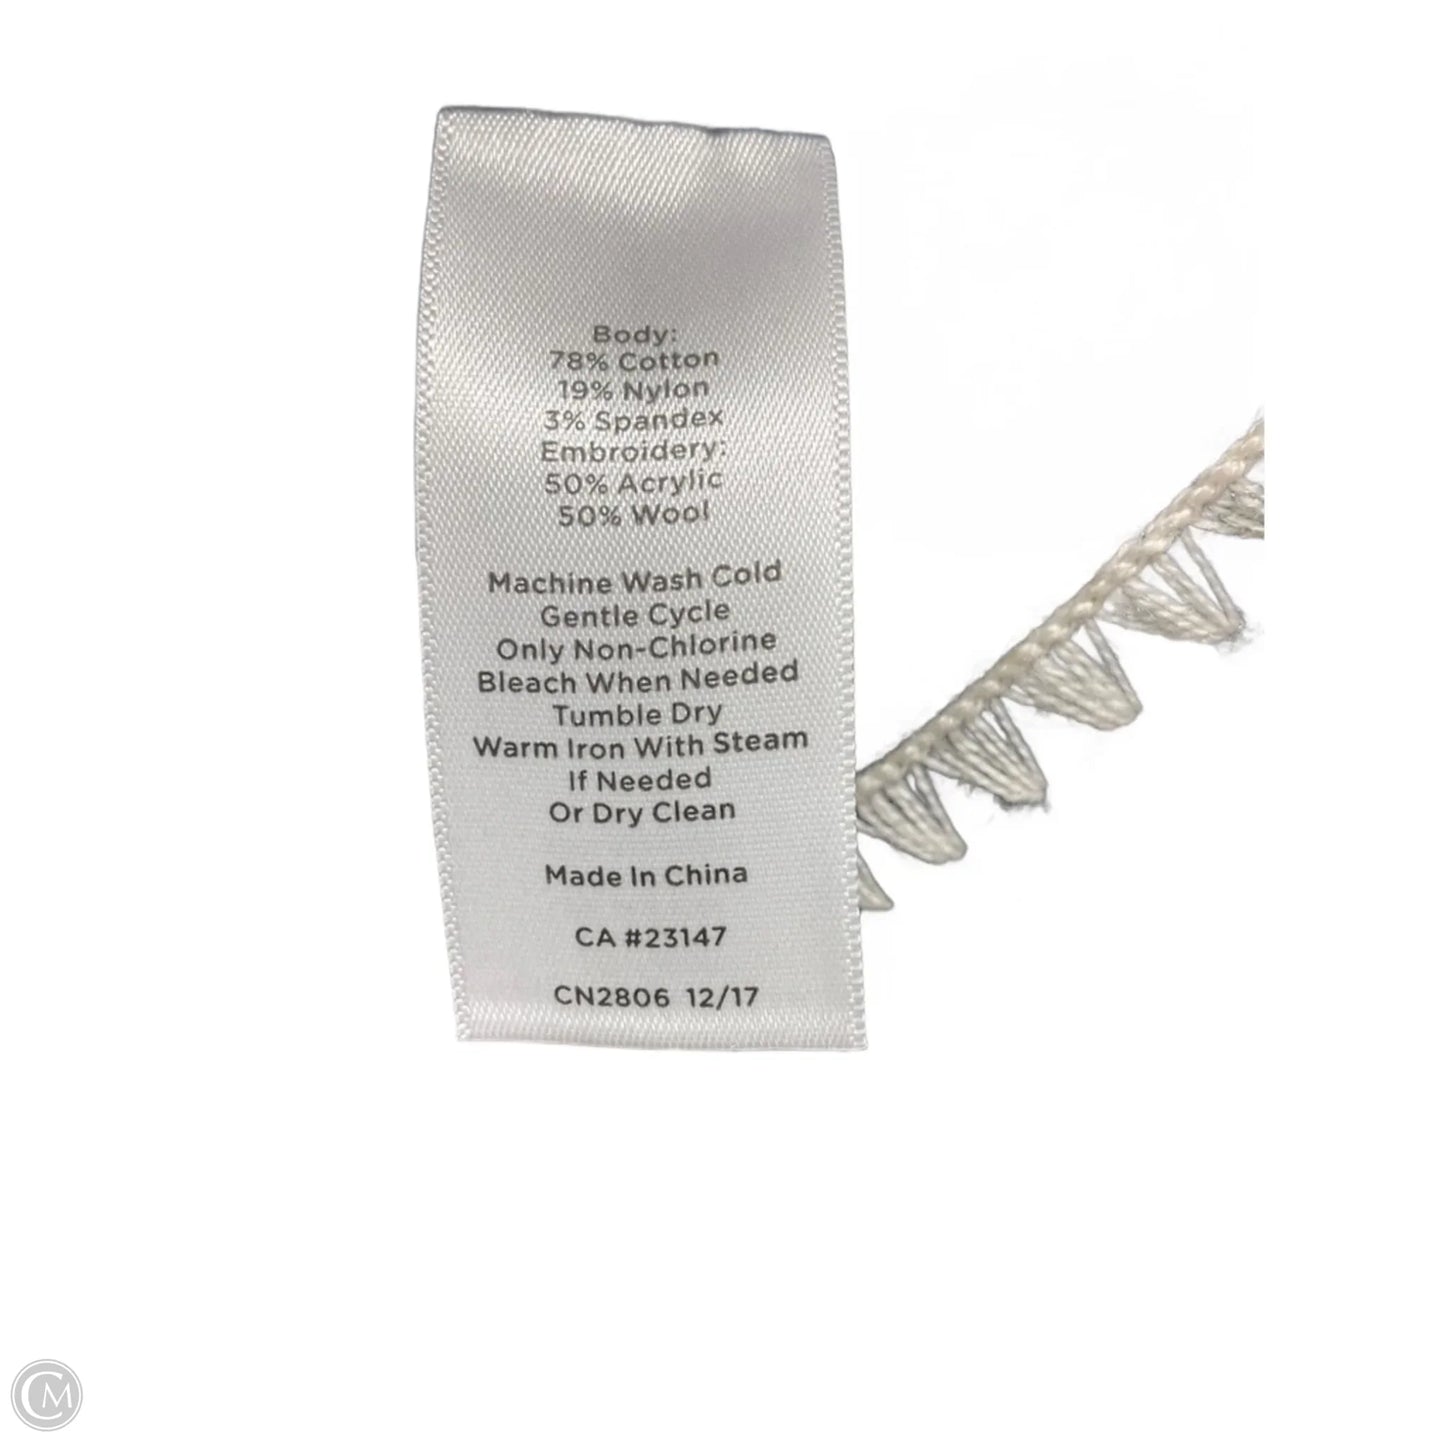 Body:
78% Cotton
19% Nylon
3% Spandex
Embroidery:
50% Acrylic
50% Wool
Machine Wash Cold
Gentle Cycle
Only Non-Chlorine
Bleach When Needed
Tumble Dry
Warm Iron With Steam
If Needed
Or Dry Clean
Made In China
CA #23147
CN2806 12/17
CM